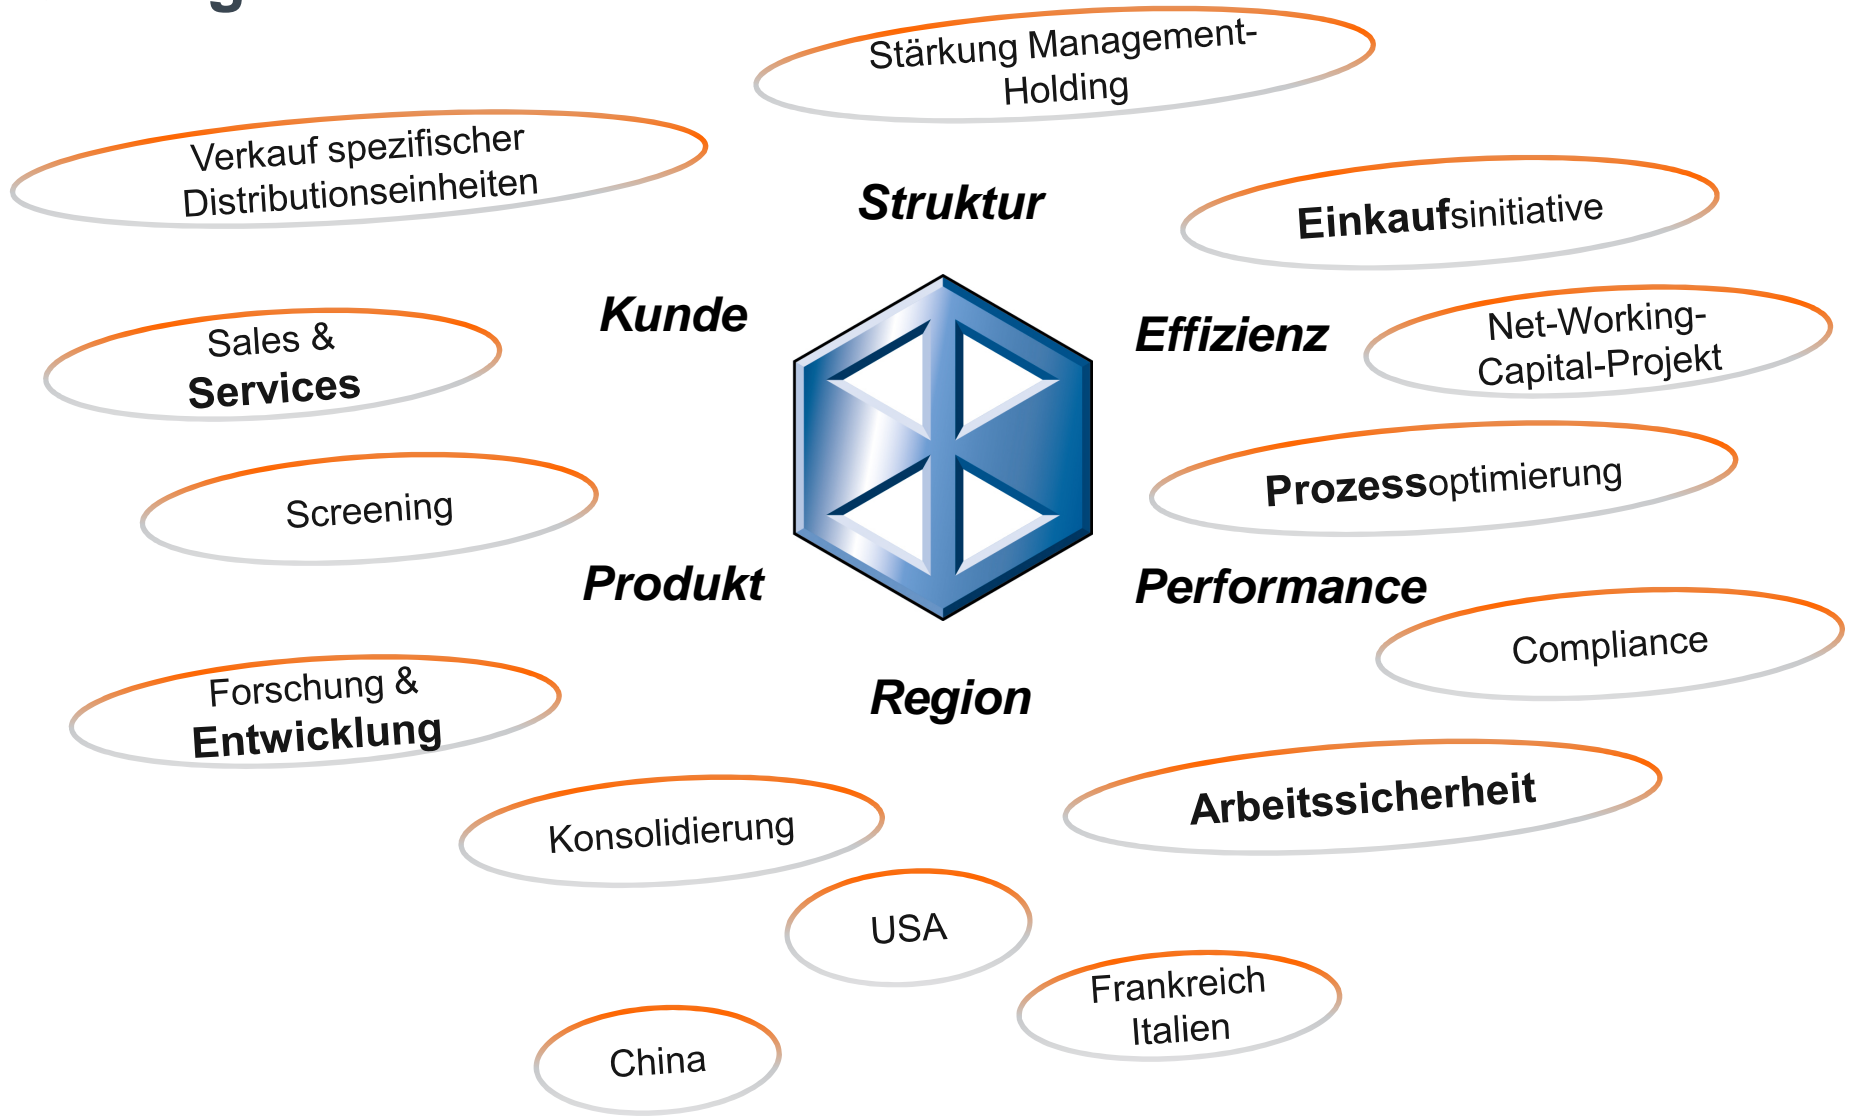 Stärkung Management-
Holding
Verkauf spezifischer
Distributionseinheiten
Struktur
Einkaufsinitiative
Kunde
Effizienz
Net-Working-
Capital-Projekt
Sales &
Services
Prozessoptimierung
Screening
Produkt
Performance
Compliance
Region
Forschung &
Entwicklung
Arbeitssicherheit
Konsolidierung
USA
Frankreich
Italien
China